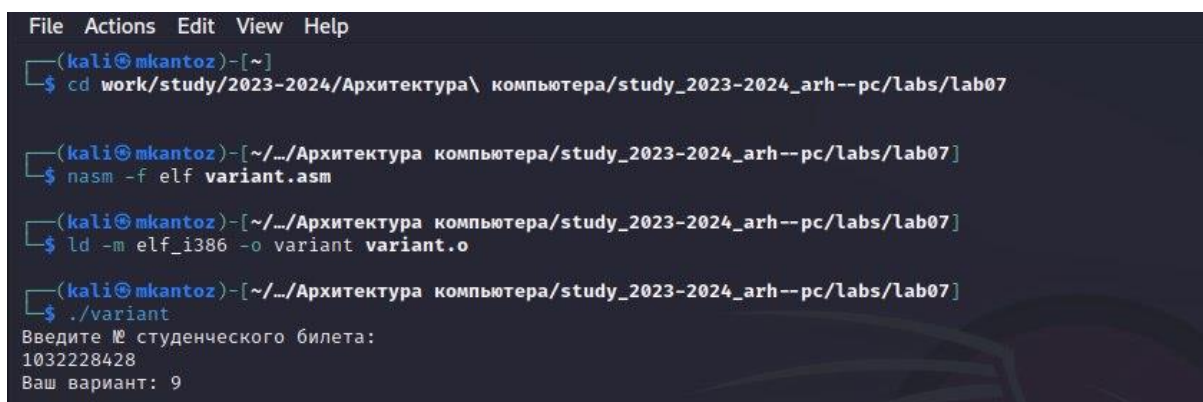 File Actions Edit View Help
┌──(kali㉿mkantoz)-[~]
└─$ cd work/study/2023-2024/Архитектура\ компьютера/study_2023-2024_arh--pc/labs/lab07
┌──(kali㉿mkantoz)-[~/…/Архитектура компьютера/study_2023-2024_arh--pc/labs/lab07]
└─$ nasm -f elf variant.asm
┌──(kali㉿mkantoz)-[~/…/Архитектура компьютера/study_2023-2024_arh--pc/labs/lab07]
└─$ ld -m elf_i386 -o variant variant.o
┌──(kali㉿mkantoz)-[~/…/Архитектура компьютера/study_2023-2024_arh--pc/labs/lab07]
└─$ ./variant
Введите № студенческого билета:
1032228428
Ваш вариант: 9